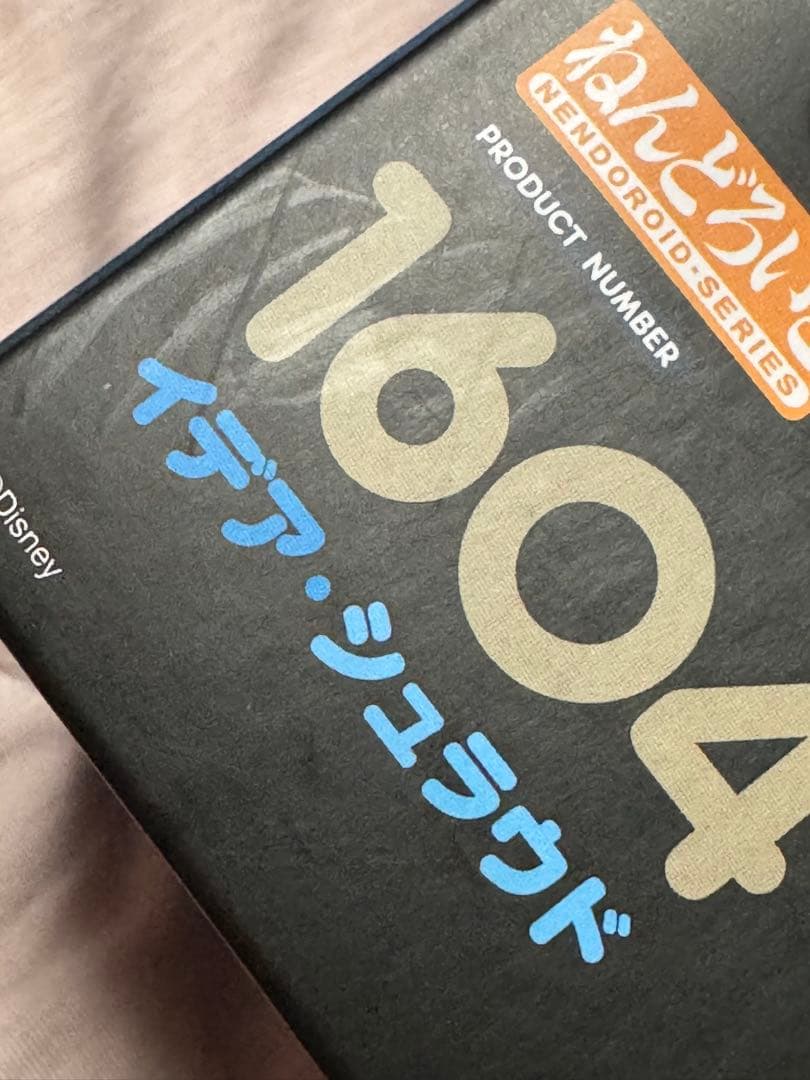 ねんどろいど
NENDOROID-SERIES
PRODUCT NUMBER
1604
イデア・シュラウド
©Disney